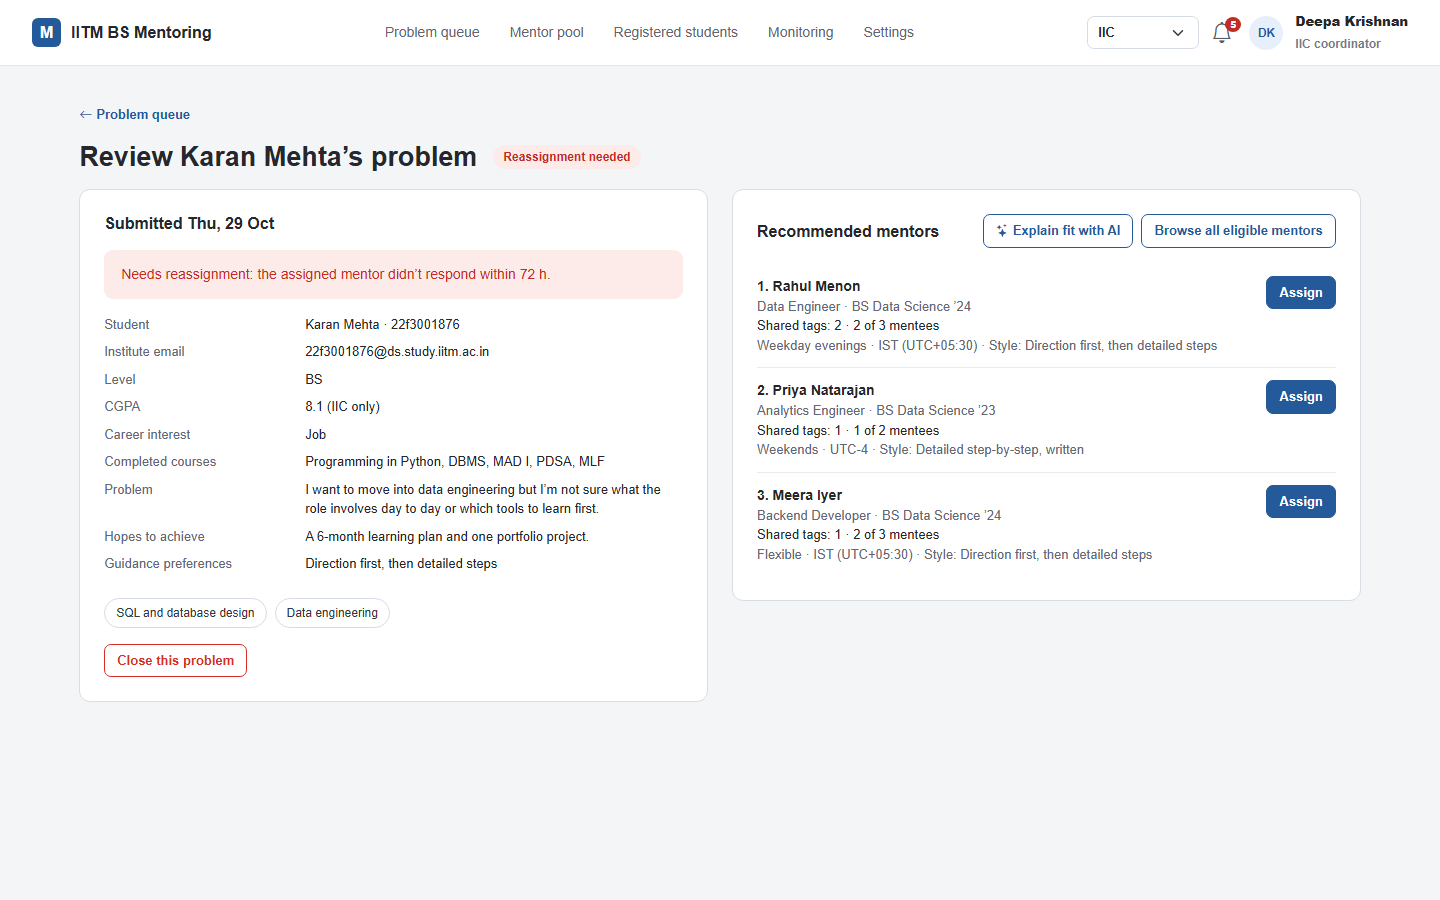 M IITM BS Mentoring
Problem queue
Mentor pool
Registered students
Monitoring
Settings
IIC
5
DK
Deepa Krishnan
IIC coordinator
← Problem queue
Review Karan Mehta’s problem
Reassignment needed
Submitted Thu, 29 Oct
Needs reassignment: the assigned mentor didn’t respond within 72 h.
Student Karan Mehta · 22f3001876
Institute email 22f3001876@ds.study.iitm.ac.in
Level BS
CGPA 8.1 (IIC only)
Career interest Job
Completed courses Programming in Python, DBMS, MAD I, PDSA, MLF
Problem I want to move into data engineering but I’m not sure what the
role involves day to day or which tools to learn first.
Hopes to achieve A 6-month learning plan and one portfolio project.
Guidance preferences Direction first, then detailed steps
SQL and database design
Data engineering
Close this problem
Recommended mentors
Explain fit with AI
Browse all eligible mentors
1. Rahul Menon
Data Engineer · BS Data Science ’24
Shared tags: 2 · 2 of 3 mentees
Weekday evenings · IST (UTC+05:30) · Style: Direction first, then detailed steps
Assign
2. Priya Natarajan
Analytics Engineer · BS Data Science ’23
Shared tags: 1 · 1 of 2 mentees
Weekends · UTC-4 · Style: Detailed step-by-step, written
Assign
3. Meera Iyer
Backend Developer · BS Data Science ’24
Shared tags: 1 · 2 of 3 mentees
Flexible · IST (UTC+05:30) · Style: Direction first, then detailed steps
Assign